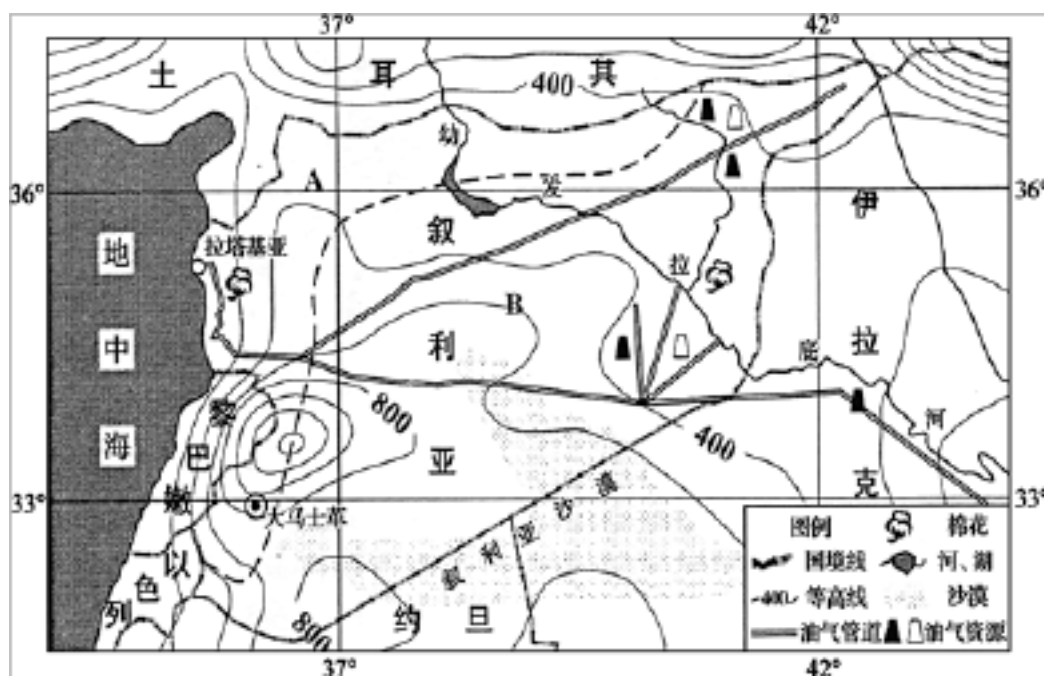 37°
42°
土耳其
400
幼
36°
A
发
36°
叙
伊
拉塔基亚
地
拉
B
中
利
底
拉
800
黎
海
河
400
巴
亚
33°
嫩
大马士革
克
33°
叙利亚沙漠
以
色
列
800
约旦
图例 棉花
国境线 河、湖
400 等高线 沙漠
油气管道 油气资源
37°
42°